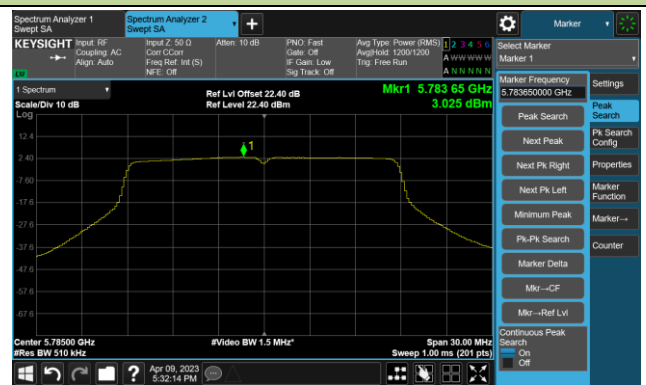 Spectrum Analyzer 1
Swept SA
Spectrum Analyzer 2
Swept SA
+
Marker
KEYSIGHT
Input: RF
Coupling: AC
Align: Auto
Input Z: 50 Ω
Corr CCorr
Freq Ref: Int (S)
NFE: Off
Atten: 10 dB
PNO: Fast
Gate: Off
IF Gain: Low
Sig Track: Off
Avg Type: Power (RMS)
Avg|Hold: 1200/1200
Trig: Free Run
1 2 3 4 5 6
A W W W W W
A N N N N N
Select Marker
Marker 1
1 Spectrum
Scale/Div 10 dB
Log
Ref Lvl Offset 22.40 dB
Ref Level 22.40 dBm
Mkr1 5.783 65 GHz
3.025 dBm
1
12.4
2.40
-7.60
-17.6
-27.6
-37.6
-47.6
-57.6
-67.6
Center 5.78500 GHz
#Res BW 510 kHz
#Video BW 1.5 MHz*
Span 30.00 MHz
Sweep 1.00 ms (201 pts)
Marker Frequency
5.783650000 GHz
Peak Search
Next Peak
Next Pk Right
Next Pk Left
Minimum Peak
Pk-Pk Search
Marker Delta
Mkr→CF
Mkr→Ref Lvl
Continuous Peak
Search
On
Off
Settings
Peak
Search
Pk Search
Config
Properties
Marker
Function
Marker→
Counter
?
Apr 09, 2023
5:32:14 PM